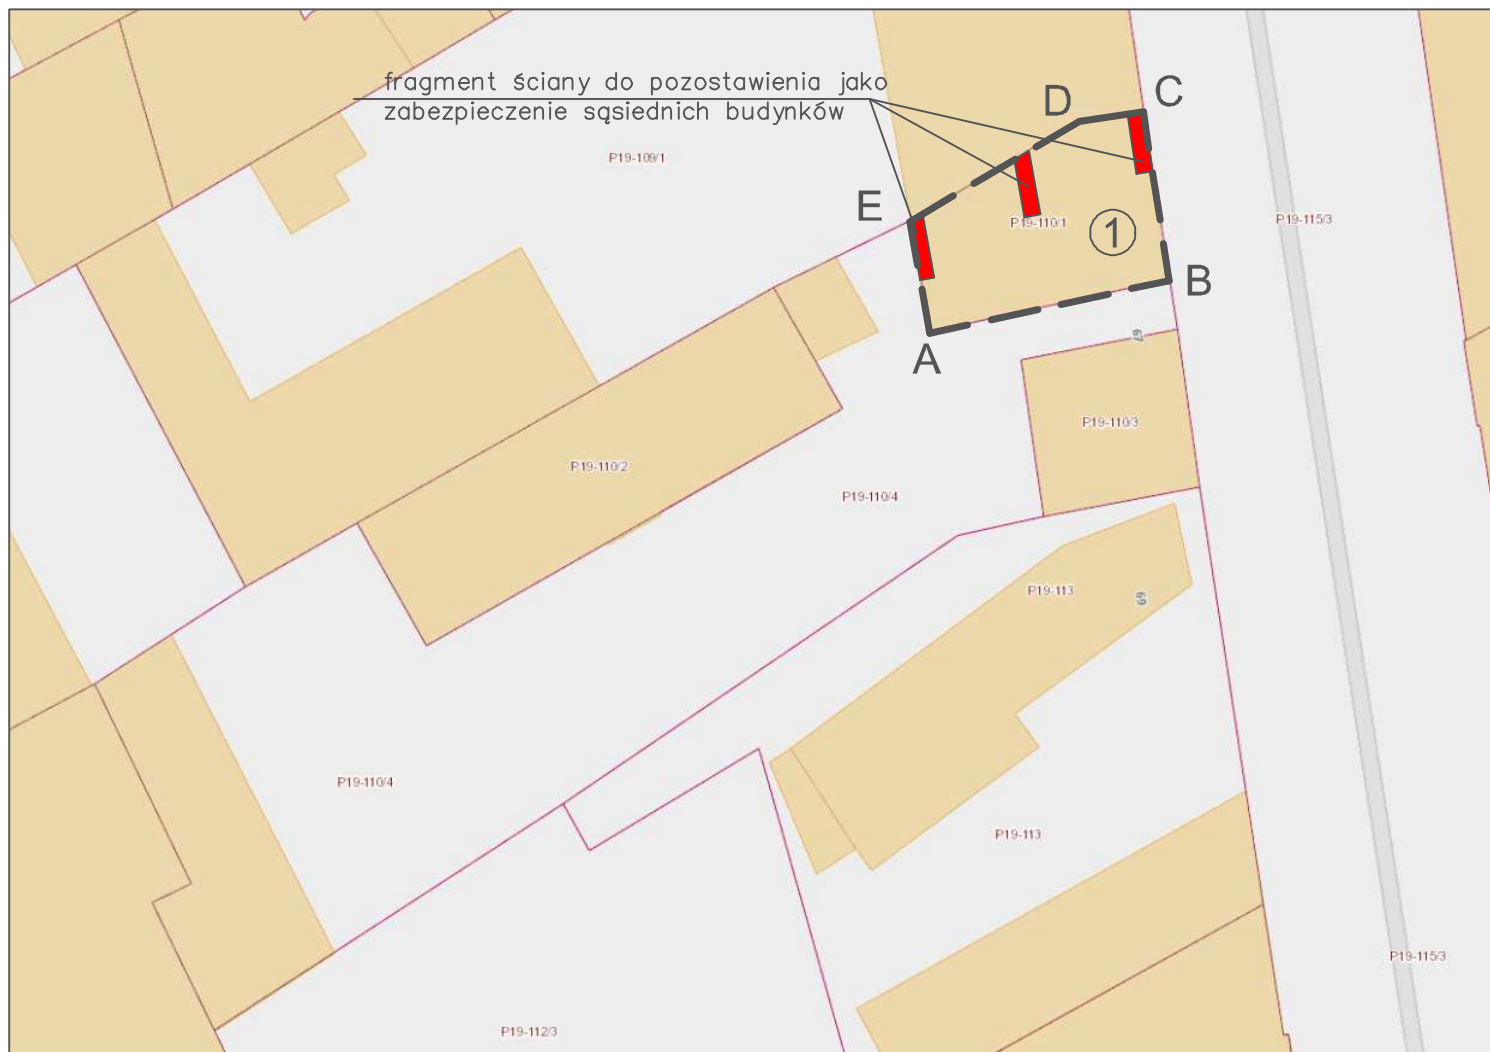 fragment ściany do pozostawienia jako
zabezpieczenie sąsiednich budynków
D
C
P19-109/1
E
P19-110/1
1
P19-115/3
B
67
A
P19-110/3
P19-110/2
P19-110/4
P19-113
69
P19-110/4
P19-113
P19-115/3
P19-112/3